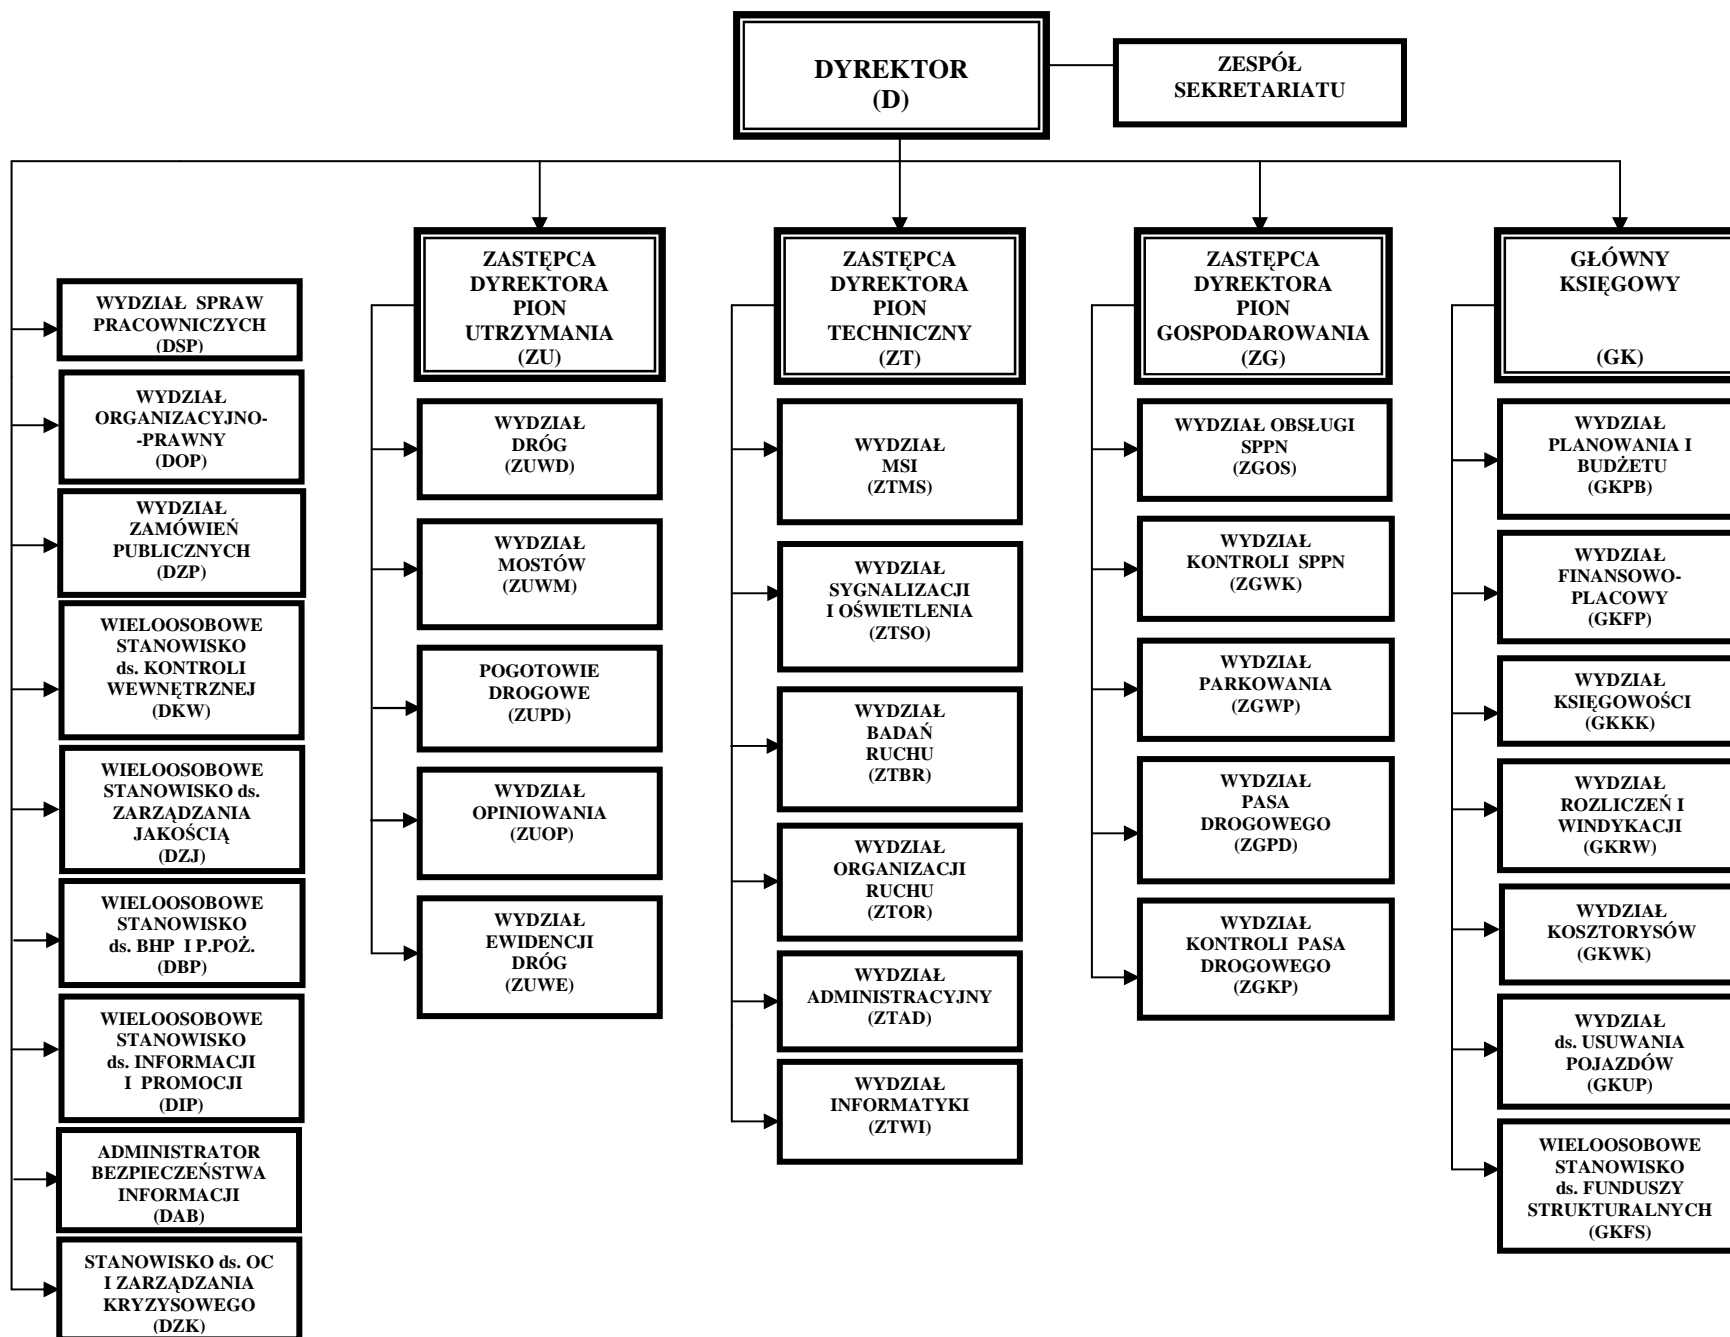 DYREKTOR
(D)
ZESPÓŁ
SEKRETARIATU
WYDZIAŁ SPRAW
PRACOWNICZYCH
(DSP)
WYDZIAŁ
ORGANIZACYJNO-
-PRAWNY
(DOP)
WYDZIAŁ
ZAMÓWIEŃ
PUBLICZNYCH
(DZP)
WIELOOSOBOWE
STANOWISKO
ds. KONTROLI
WEWNĘTRZNEJ
(DKW)
WIELOOSOBOWE
STANOWISKO ds.
ZARZĄDZANIA
JAKOŚCIĄ
(DZJ)
WIELOOSOBOWE
STANOWISKO
ds. BHP I P.POŻ.
(DBP)
WIELOOSOBOWE
STANOWISKO
ds. INFORMACJI
I PROMOCJI
(DIP)
ADMINISTRATOR
BEZPIECZEŃSTWA
INFORMACJI
(DAB)
STANOWISKO ds. OC
I ZARZĄDZANIA
KRYZYSOWEGO
(DZK)
ZASTĘPCA
DYREKTORA
PION
UTRZYMANIA
(ZU)
WYDZIAŁ
DRÓG
(ZUWD)
WYDZIAŁ
MOSTÓW
(ZUWM)
POGOTOWIE
DROGOWE
(ZUPD)
WYDZIAŁ
OPINIOWANIA
(ZUOP)
WYDZIAŁ
EWIDENCJI
DRÓG
(ZUWE)
ZASTĘPCA
DYREKTORA
PION
TECHNICZNY
(ZT)
WYDZIAŁ
MSI
(ZTMS)
WYDZIAŁ
SYGNALIZACJI
I OŚWIETLENIA
(ZTSO)
WYDZIAŁ
BADAŃ
RUCHU
(ZTBR)
WYDZIAŁ
ORGANIZACJI
RUCHU
(ZTOR)
WYDZIAŁ
ADMINISTRACYJNY
(ZTAD)
WYDZIAŁ
INFORMATYKI
(ZTWI)
ZASTĘPCA
DYREKTORA
PION
GOSPODAROWANIA
(ZG)
WYDZIAŁ OBSŁUGI
SPPN
(ZGOS)
WYDZIAŁ
KONTROLI SPPN
(ZGWK)
WYDZIAŁ
PARKOWANIA
(ZGWP)
WYDZIAŁ
PASA
DROGOWEGO
(ZGPD)
WYDZIAŁ
KONTROLI PASA
DROGOWEGO
(ZGKP)
GŁÓWNY
KSIĘGOWY
(GK)
WYDZIAŁ
PLANOWANIA I
BUDŻETU
(GKPB)
WYDZIAŁ
FINANSOWO-
PLACOWY
(GKFP)
WYDZIAŁ
KSIĘGOWOŚCI
(GKKK)
WYDZIAŁ
ROZLICZEŃ I
WINDYKACJI
(GKRW)
WYDZIAŁ
KOSZTORYSÓW
(GKWK)
WYDZIAŁ
ds. USUWANIA
POJAZDÓW
(GKUP)
WIELOOSOBOWE
STANOWISKO
ds. FUNDUSZY
STRUKTURALNYCH
(GKFS)